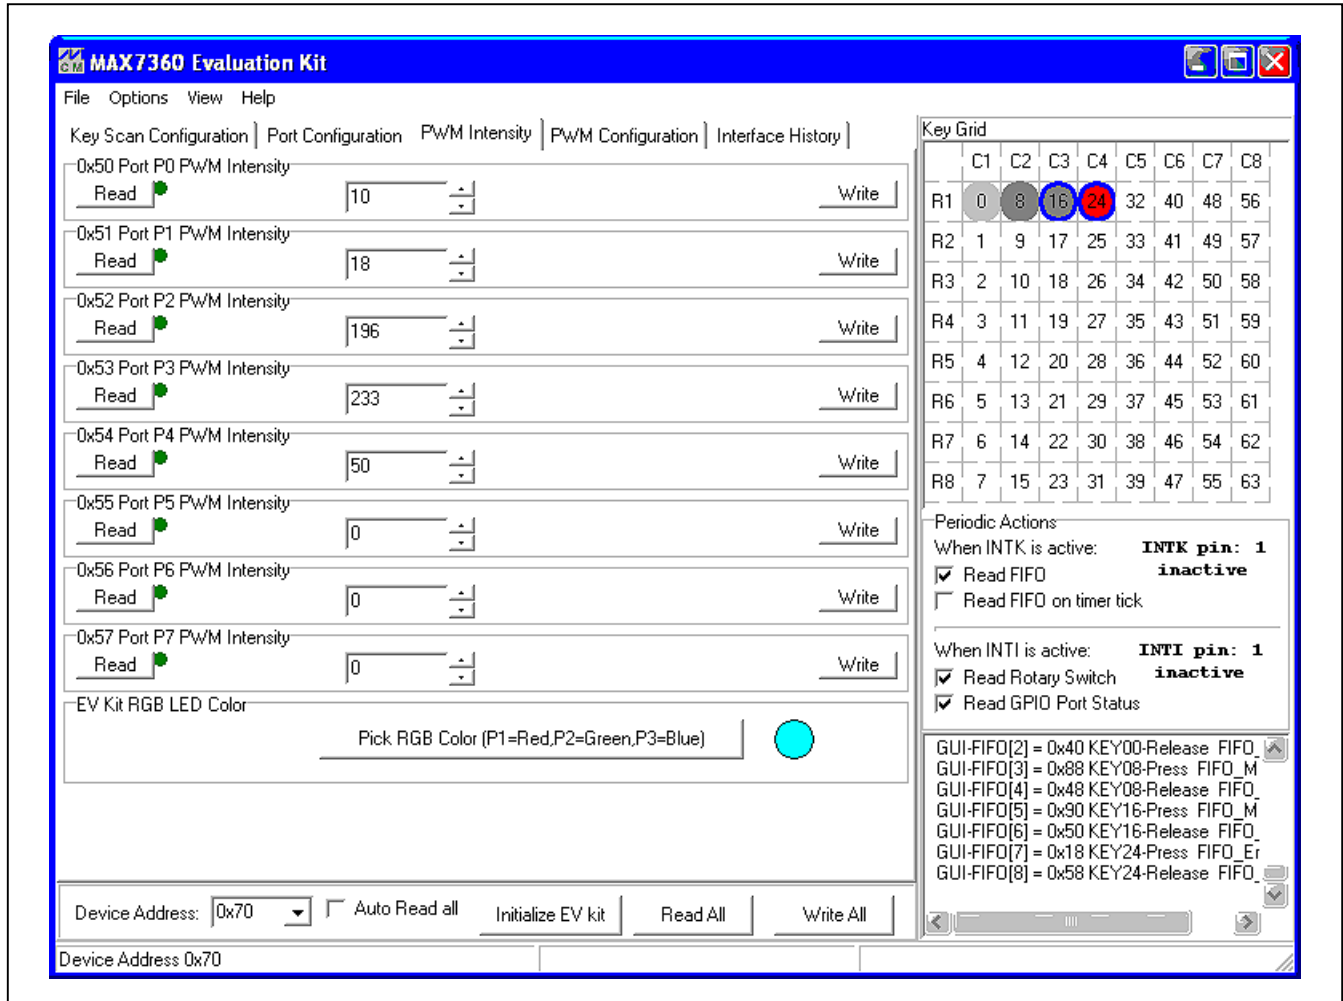 MAX7360 Evaluation Kit
File Options View Help
Key Scan Configuration Port Configuration PWM Intensity PWM Configuration Interface History
0x50 Port P0 PWM Intensity
Read 10 Write
0x51 Port P1 PWM Intensity
Read 18 Write
0x52 Port P2 PWM Intensity
Read 196 Write
0x53 Port P3 PWM Intensity
Read 233 Write
0x54 Port P4 PWM Intensity
Read 50 Write
0x55 Port P5 PWM Intensity
Read 0 Write
0x56 Port P6 PWM Intensity
Read 0 Write
0x57 Port P7 PWM Intensity
Read 0 Write
EV Kit RGB LED Color
Pick RGB Color (P1=Red,P2=Green,P3=Blue)
Key Grid
C1 C2 C3 C4 C5 C6 C7 C8
R1 0 8 16 24 32 40 48 56
R2 1 9 17 25 33 41 49 57
R3 2 10 18 26 34 42 50 58
R4 3 11 19 27 35 43 51 59
R5 4 12 20 28 36 44 52 60
R6 5 13 21 29 37 45 53 61
R7 6 14 22 30 38 46 54 62
R8 7 15 23 31 39 47 55 63
Periodic Actions
When INTK is active: INTK pin: 1
inactive
Read FIFO
Read FIFO on timer tick
When INTI is active: INTI pin: 1
inactive
Read Rotary Switch
Read GPIO Port Status
GUI-FIFO[2] = 0x40 KEY00-Release FIFO_
GUI-FIFO[3] = 0x88 KEY08-Press FIFO_M
GUI-FIFO[4] = 0x48 KEY08-Release FIFO_
GUI-FIFO[5] = 0x90 KEY16-Press FIFO_M
GUI-FIFO[6] = 0x50 KEY16-Release FIFO_
GUI-FIFO[7] = 0x18 KEY24-Press FIFO_Er
GUI-FIFO[8] = 0x58 KEY24-Release FIFO_
Device Address: 0x70 Auto Read all Initialize EV kit Read All Write All
Device Address 0x70